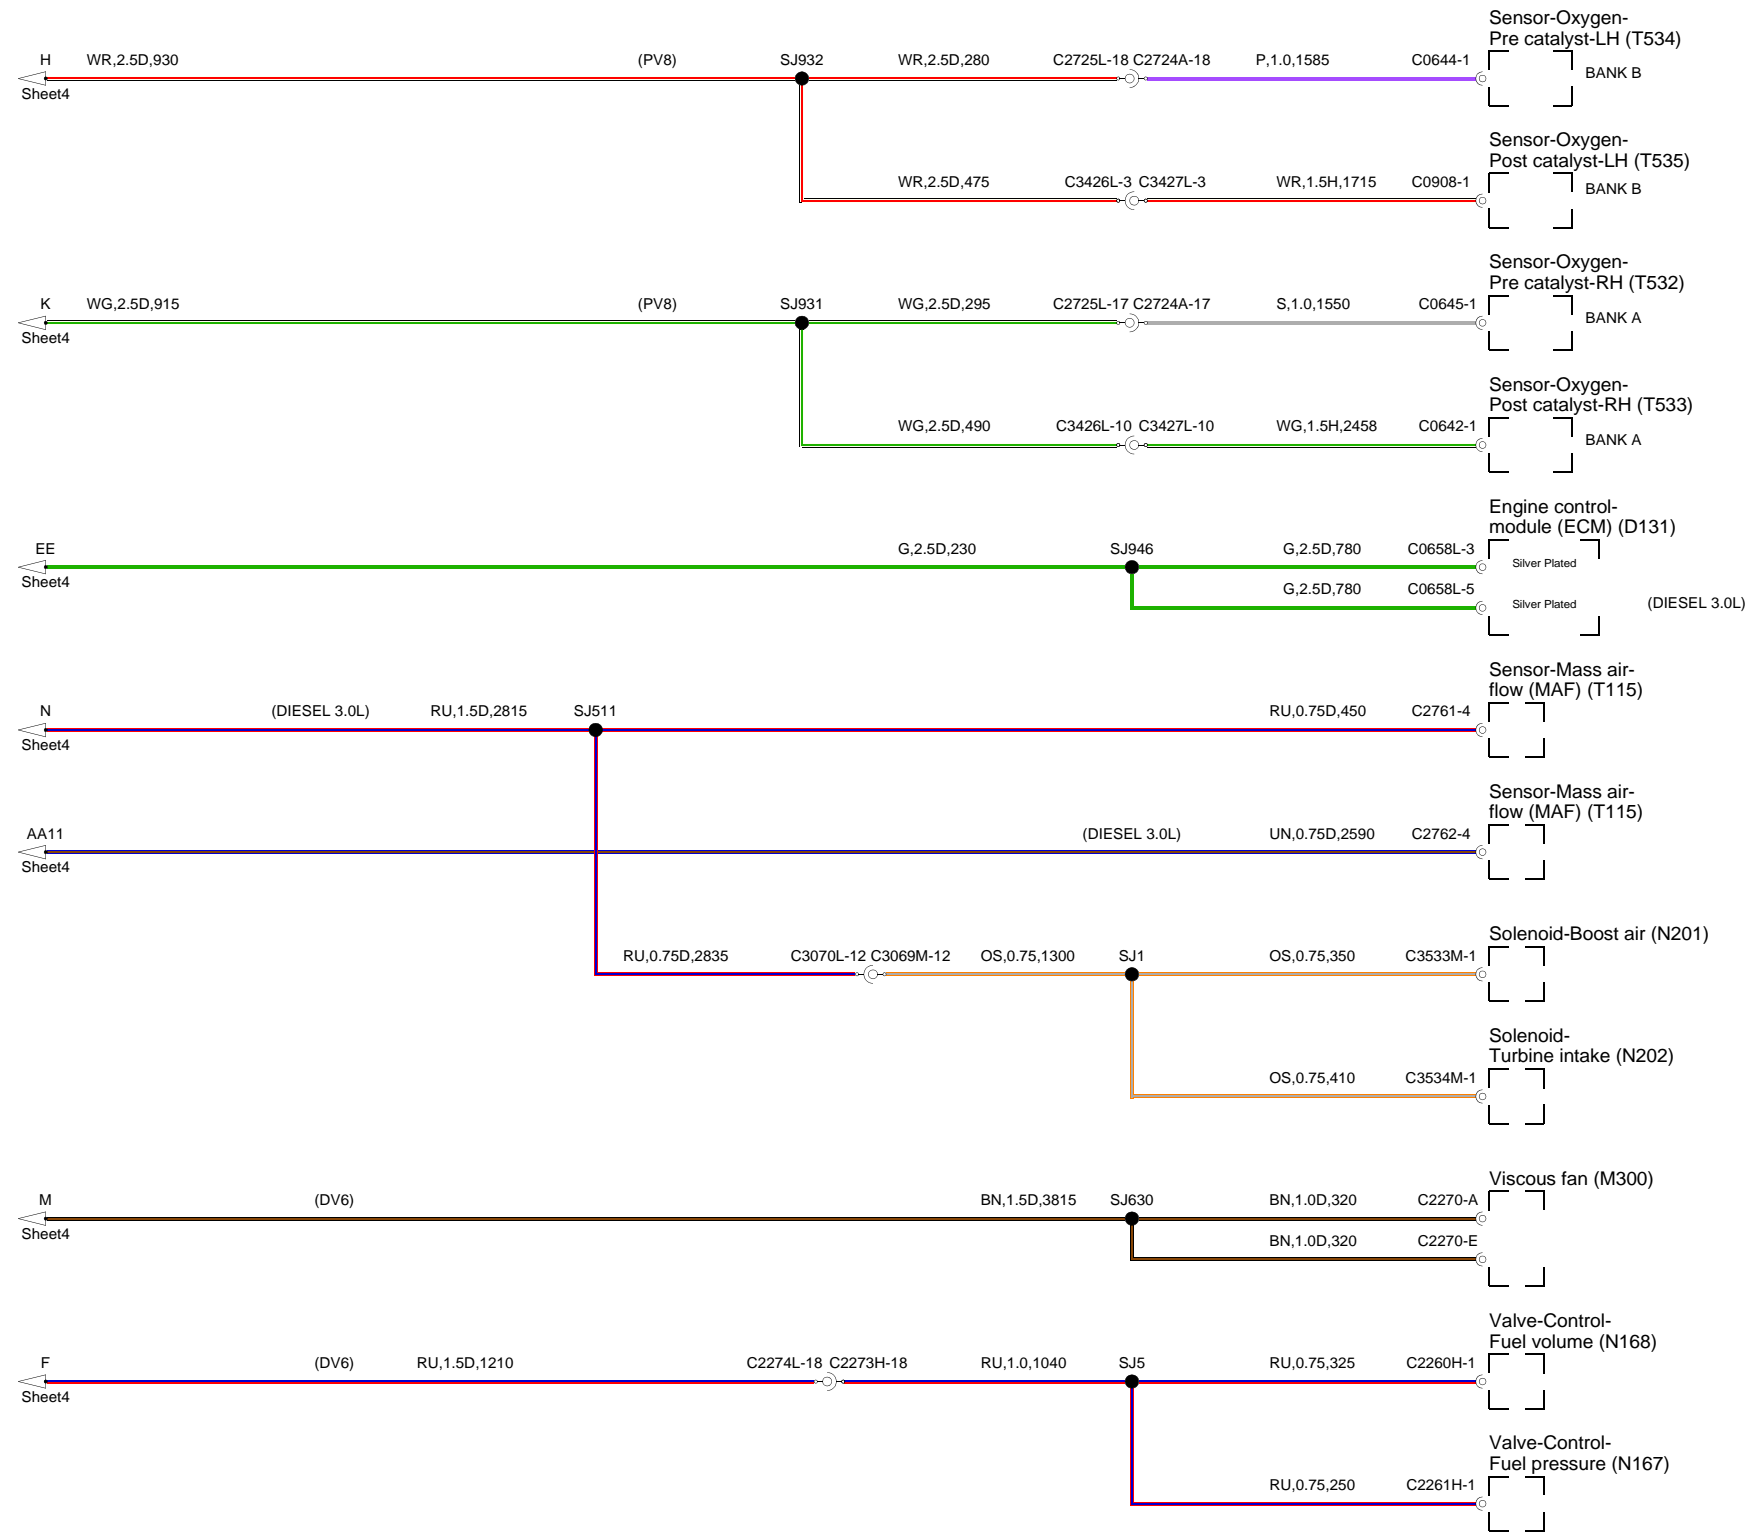 Sensor-Oxygen-
Pre catalyst-LH (T534)
H WR,2.5D,930 (PV8) SJ932 WR,2.5D,280 C2725L-18 C2724A-18 P,1.0,1585 C0644-1
BANK B
Sheet4
Sensor-Oxygen-
Post catalyst-LH (T535)
WR,2.5D,475 C3426L-3 C3427L-3 WR,1.5H,1715 C0908-1
BANK B
Sensor-Oxygen-
Pre catalyst-RH (T532)
K WG,2.5D,915 (PV8) SJ931 WG,2.5D,295 C2725L-17 C2724A-17 S,1.0,1550 C0645-1
BANK A
Sheet4
Sensor-Oxygen-
Post catalyst-RH (T533)
WG,2.5D,490 C3426L-10 C3427L-10 WG,1.5H,2458 C0642-1
BANK A
Engine control-
module (ECM) (D131)
EE G,2.5D,230 SJ946 G,2.5D,780 C0658L-3
Silver Plated
Sheet4
G,2.5D,780 C0658L-5
Silver Plated (DIESEL 3.0L)
Sensor-Mass air-
flow (MAF) (T115)
N (DIESEL 3.0L) RU,1.5D,2815 SJ511 RU,0.75D,450 C2761-4
Sheet4
Sensor-Mass air-
flow (MAF) (T115)
AA11 (DIESEL 3.0L) UN,0.75D,2590 C2762-4
Sheet4
Solenoid-Boost air (N201)
RU,0.75D,2835 C3070L-12 C3069M-12 OS,0.75,1300 SJ1 OS,0.75,350 C3533M-1
Solenoid-
Turbine intake (N202)
OS,0.75,410 C3534M-1
Viscous fan (M300)
M (DV6) BN,1.5D,3815 SJ630 BN,1.0D,320 C2270-A
Sheet4
BN,1.0D,320 C2270-E
Valve-Control-
Fuel volume (N168)
F (DV6) RU,1.5D,1210 C2274L-18 C2273H-18 RU,1.0,1040 SJ5 RU,0.75,325 C2260H-1
Sheet4
Valve-Control-
Fuel pressure (N167)
RU,0.75,250 C2261H-1